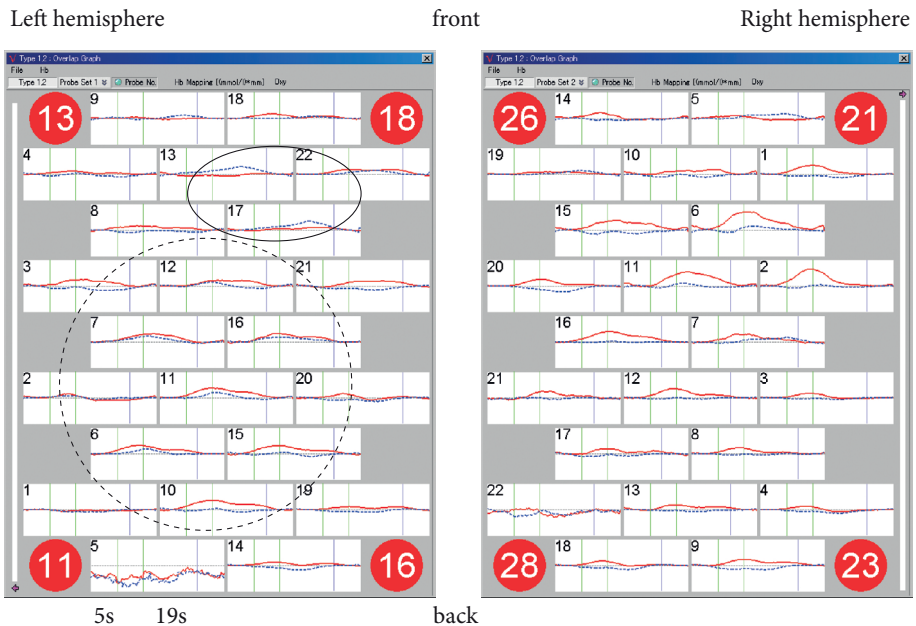 Left hemisphere front Right hemisphere
Type 1,2 : Overlap Graph
File Hb
Type 1,2 Probe Set 1 Probe No. Hb Mapping [(mmol/l)*mm] Oxy
13 9 18 18
4 13 22
8 17
3 12 21
7 16
2 11 20
6 15
1 10 19
11 5 14 16
Type 1,2 : Overlap Graph
File Hb
Type 1,2 Probe Set 2 Probe No. Hb Mapping [(mmol/l)*mm] Oxy
26 14 5 21
19 10 1
15 6
20 11 2
16 7
21 12 3
17 8
22 13 4
28 18 9 23
5s 19s back